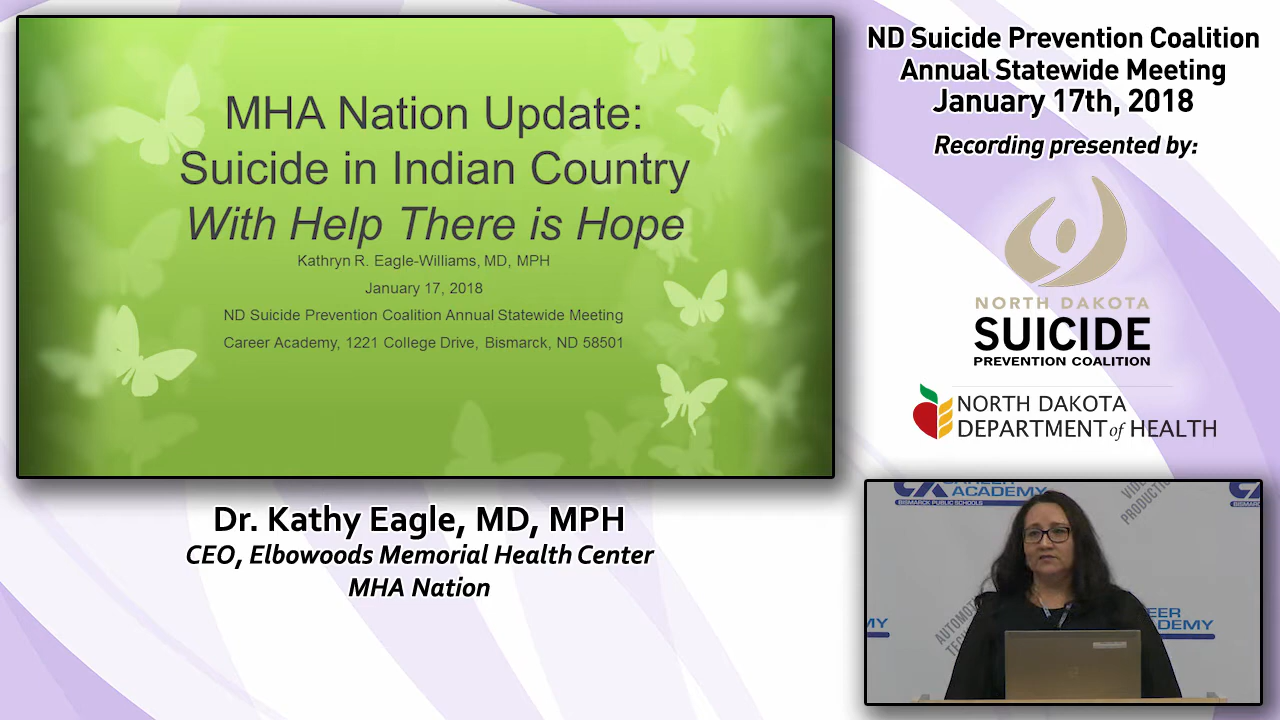 MHA Nation Update:
Suicide in Indian Country
With Help There is Hope
Kathryn R. Eagle-Williams, MD, MPH
January 17, 2018
ND Suicide Prevention Coalition Annual Statewide Meeting
Career Academy, 1221 College Drive, Bismarck, ND 58501
Dr. Kathy Eagle, MD, MPH
CEO, Elbowoods Memorial Health Center
MHA Nation
ND Suicide Prevention Coalition
Annual Statewide Meeting
January 17th, 2018
Recording presented by:
NORTH DAKOTA
SUICIDE
PREVENTION COALITION
NORTH DAKOTA
DEPARTMENT of HEALTH
CAREER
ACADEMY
BISMARCK PUBLIC SCHOOLS